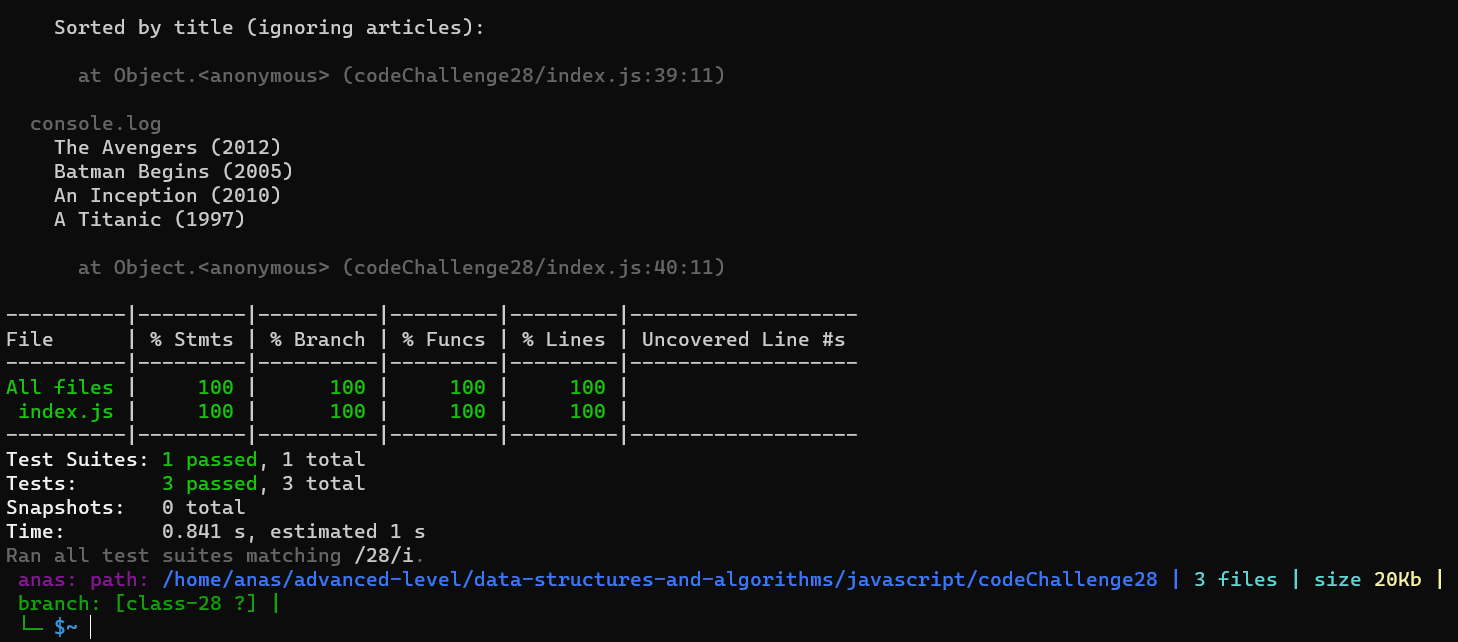 Sorted by title (ignoring articles):
at Object.<anonymous> (codeChallenge28/index.js:39:11)
console.log
The Avengers (2012)
Batman Begins (2005)
An Inception (2010)
A Titanic (1997)
at Object.<anonymous> (codeChallenge28/index.js:40:11)
----------|---------|----------|---------|---------|-------------------
File      | % Stmts | % Branch | % Funcs | % Lines | Uncovered Line #s
----------|---------|----------|---------|---------|-------------------
All files |     100 |      100 |     100 |     100 |
 index.js |     100 |      100 |     100 |     100 |
----------|---------|----------|---------|---------|-------------------
Test Suites: 1 passed, 1 total
Tests:       3 passed, 3 total
Snapshots:   0 total
Time:        0.841 s, estimated 1 s
Ran all test suites matching /28/i.
anas: path: /home/anas/advanced-level/data-structures-and-algorithms/javascript/codeChallenge28 | 3 files | size 20Kb |
branch: [class-28 ?] |
└─ $~